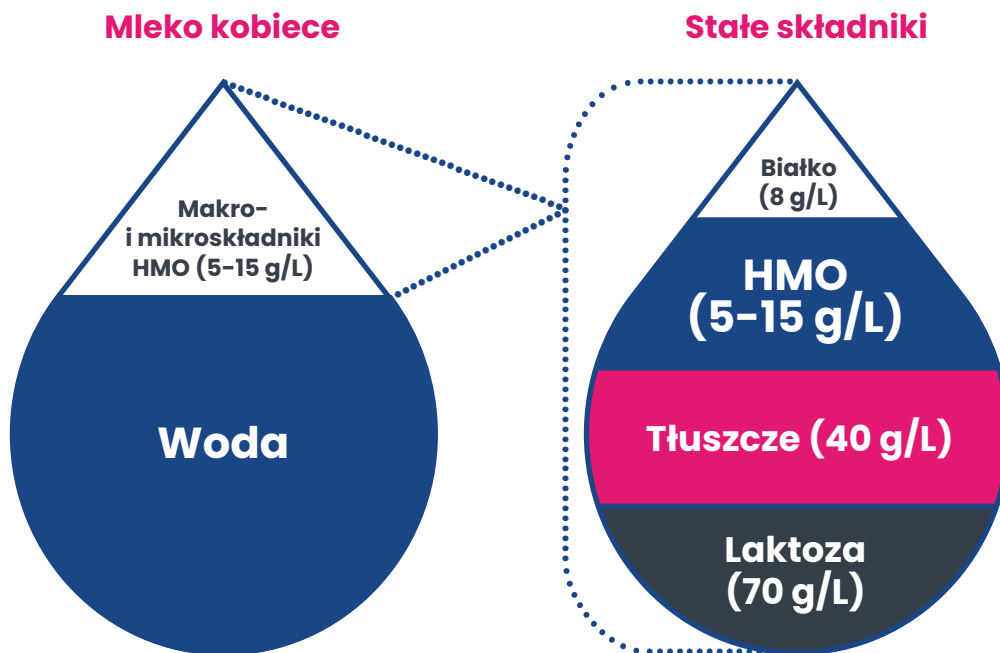 Mleko kobiece
Makro-
i mikroskładniki
HMO (5-15 g/L)
Woda
Stałe składniki
Białko
(8 g/L)
HMO
(5-15 g/L)
Tłuszcze (40 g/L)
Laktoza
(70 g/L)